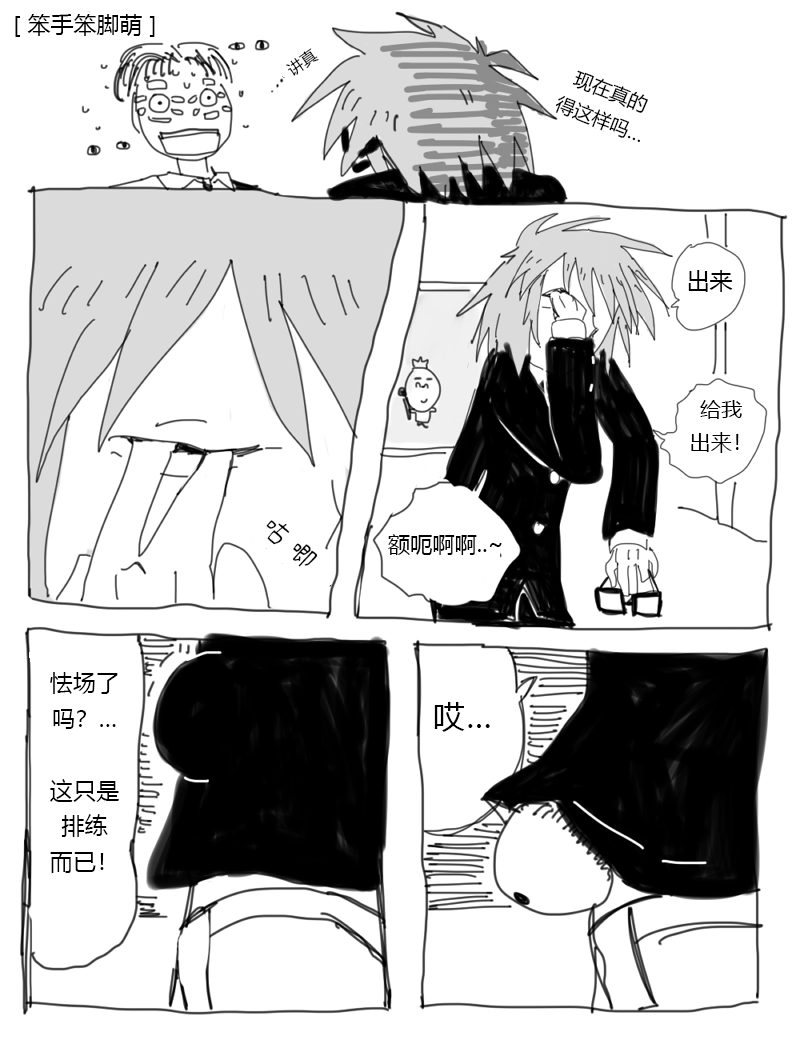 [ 笨手笨脚萌 ]
...讲真
现在真的
得这样吗...
咕唧
出来
给我
出来！
额呃啊啊..~
怯场了
吗？...
这只是
排练
而已！
哎...